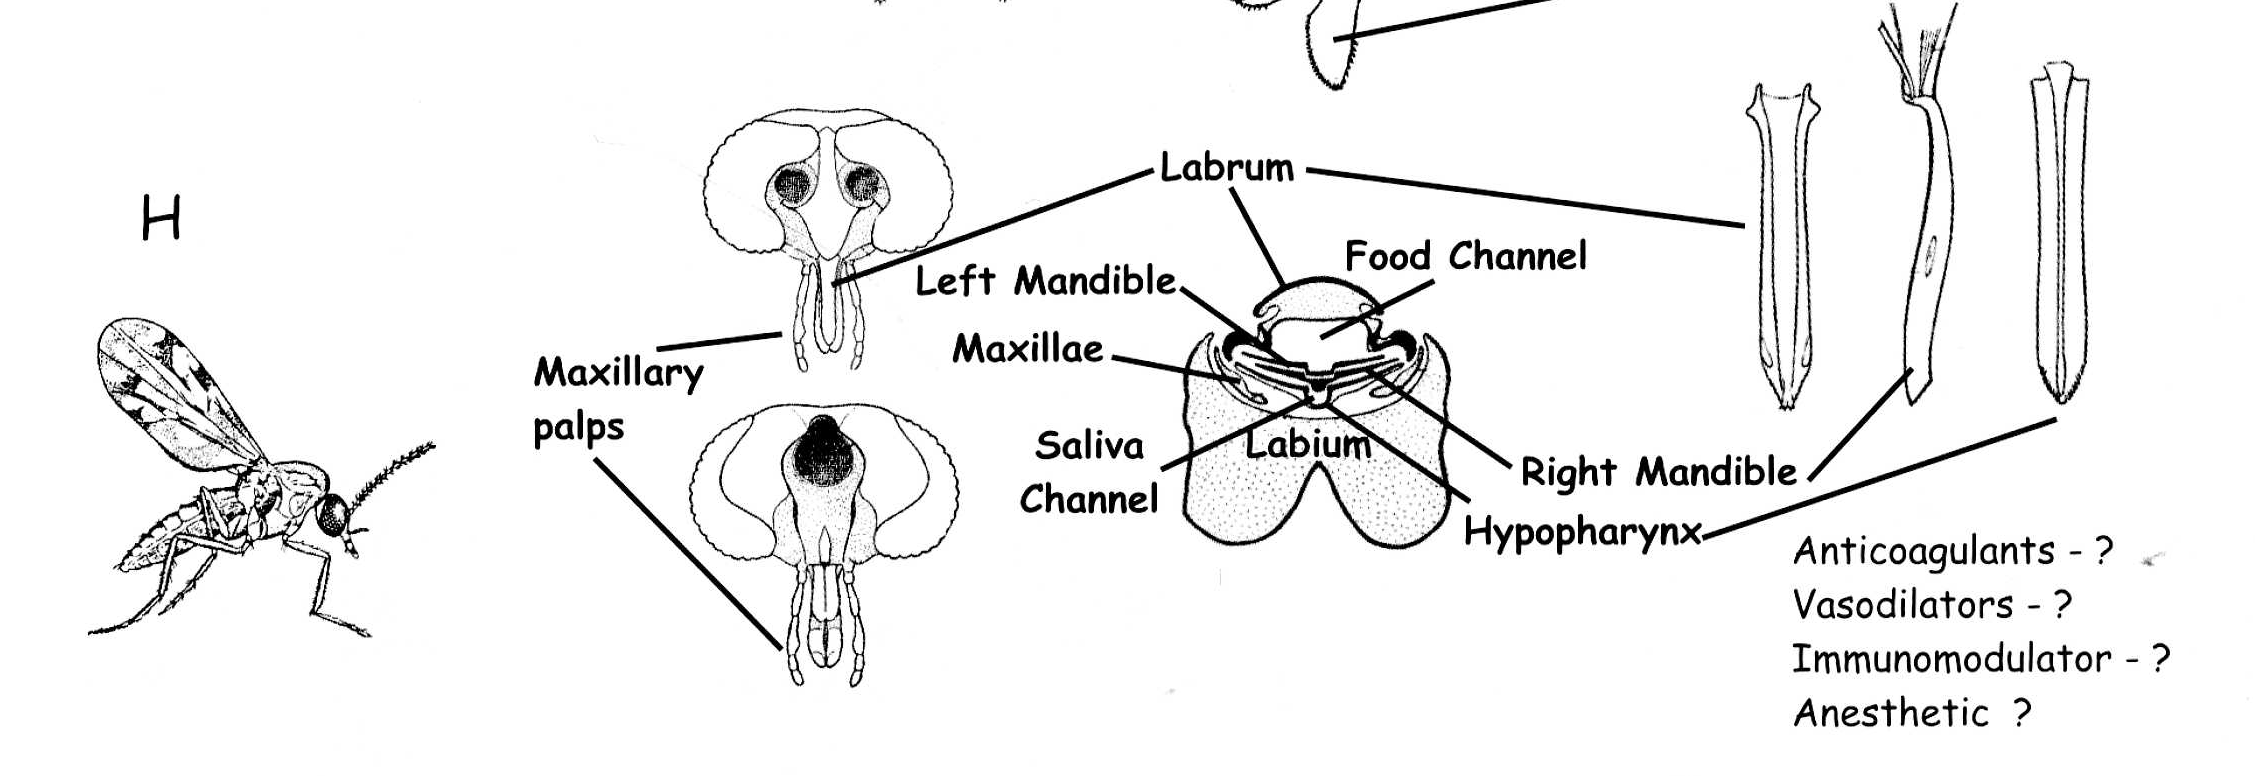 H
Labrum
Food Channel
Left Mandible
Maxillae
Maxillary
palps
Saliva
Channel
Labium
Right Mandible
Hypopharynx
Anticoagulants - ?
Vasodilators - ?
Immunomodulator - ?
Anesthetic ?